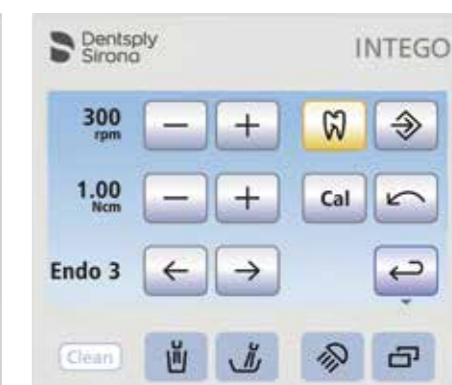 Dentsply
Sirona
INTEGO
300
rpm
1.00
Ncm
Cal
Endo 3
Clean